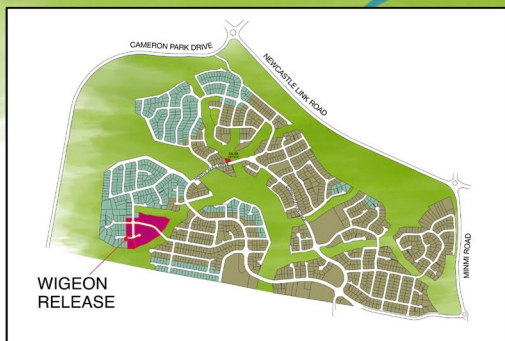 CAMERON PARK DRIVE
NEWCASTLE LINK ROAD
MINMI ROAD
WIGEON
RELEASE